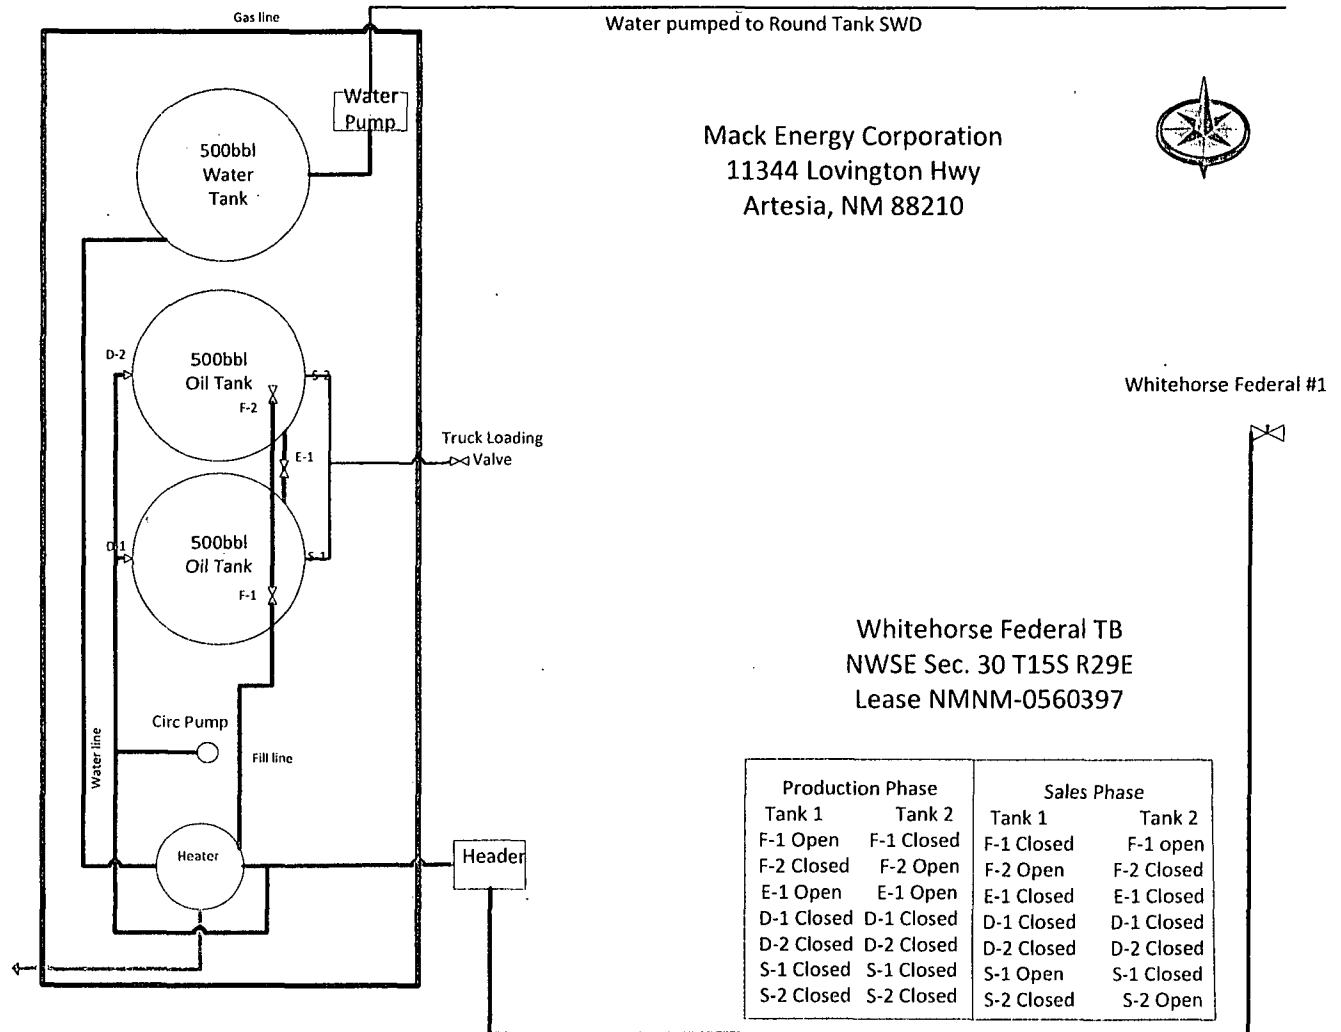 Gas line
Water pumped to Round Tank SWD
Water
Pump
500bbl
Water
Tank
Mack Energy Corporation
11344 Lovington Hwy
Artesia, NM 88210
D-2
500bbl
Oil Tank
S-2
F-2
Whitehorse Federal #1
Truck Loading
Valve
E-1
D-1
500bbl
Oil Tank
S-1
F-1
Whitehorse Federal TB
NWSE Sec. 30 T15S R29E
Lease NMNM-0560397
Circ Pump
Water line
Fill line
Heater
Header
Production Phase
Tank 1 Tank 2
F-1 Open F-1 Closed
F-2 Closed F-2 Open
E-1 Open E-1 Open
D-1 Closed D-1 Closed
D-2 Closed D-2 Closed
S-1 Closed S-1 Closed
S-2 Closed S-2 Closed
Sales Phase
Tank 1 Tank 2
F-1 Closed F-1 open
F-2 Open F-2 Closed
E-1 Closed E-1 Closed
D-1 Closed D-1 Closed
D-2 Closed D-2 Closed
S-1 Open S-1 Closed
S-2 Closed S-2 Open